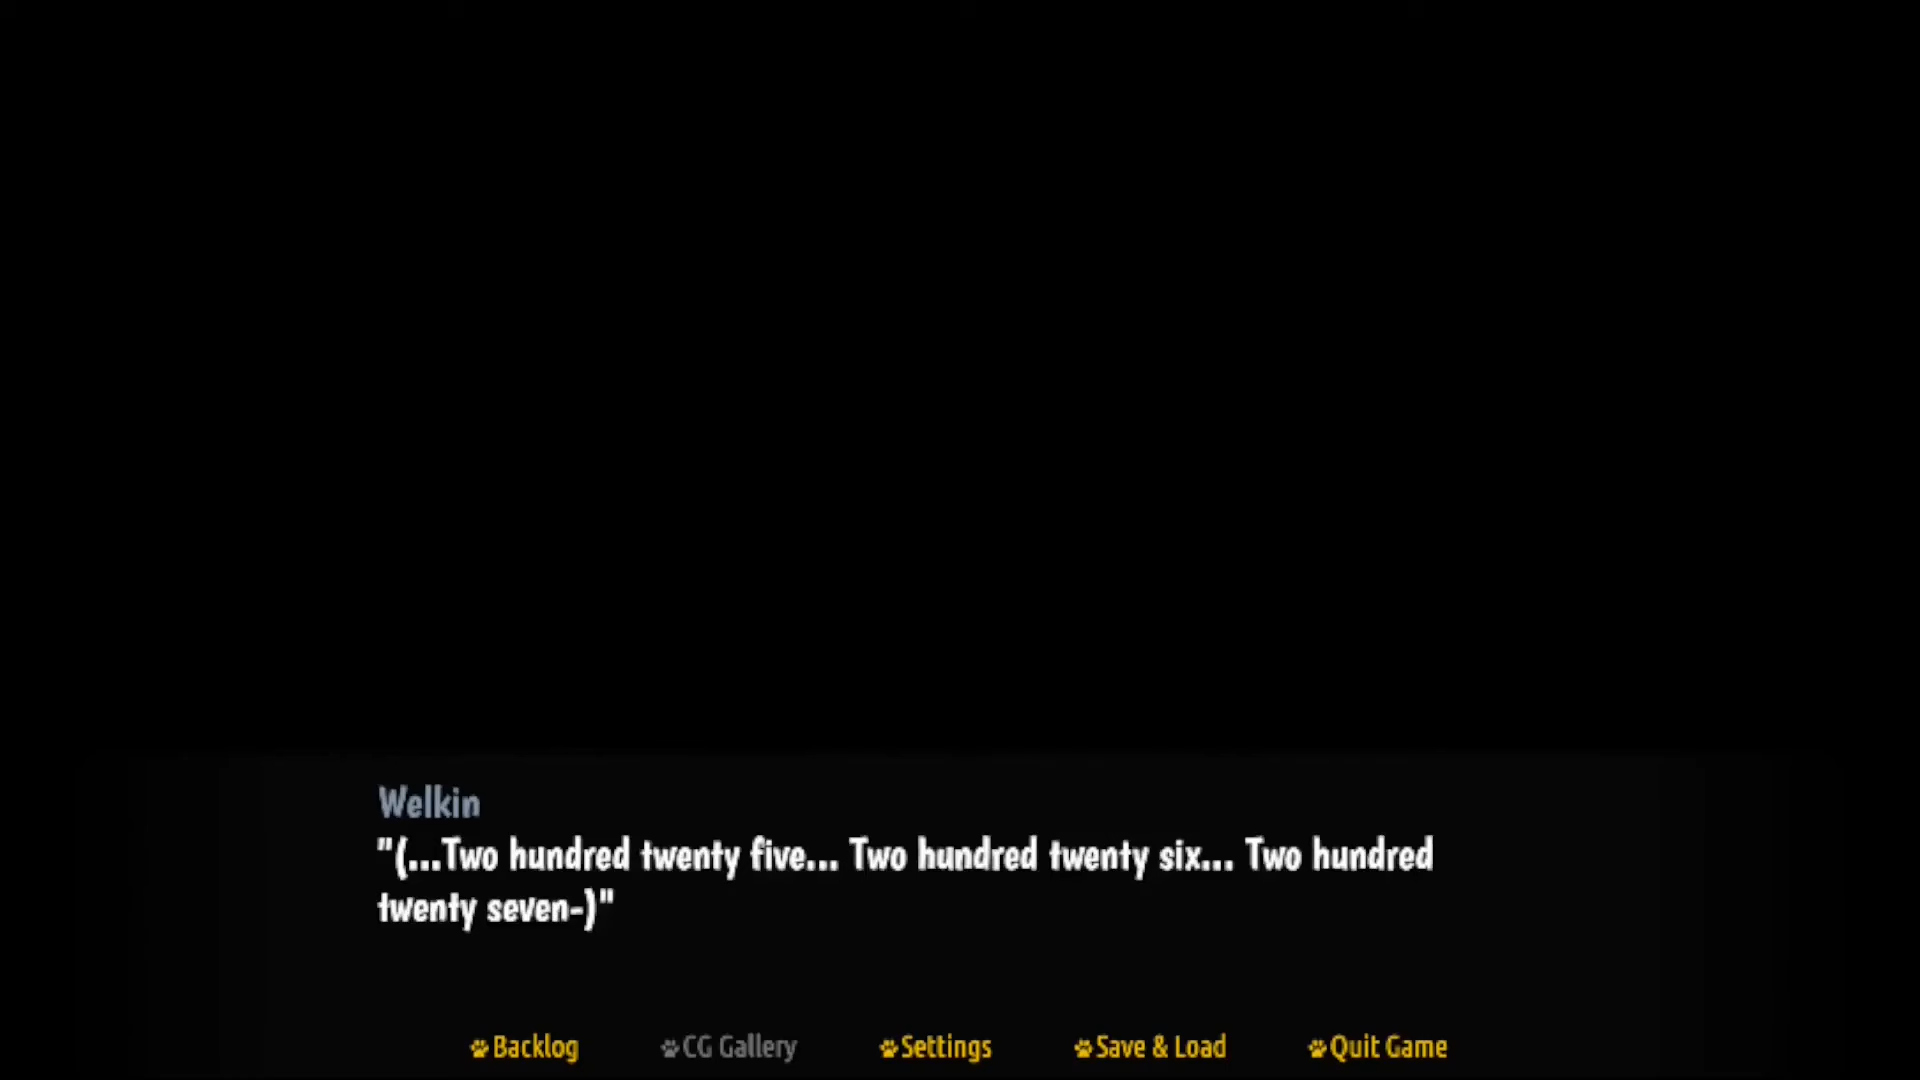 Welkin
"(...Two hundred twenty five... Two hundred twenty six... Two hundred
twenty seven-)"
Backlog CG Gallery Settings Save & Load Quit Game